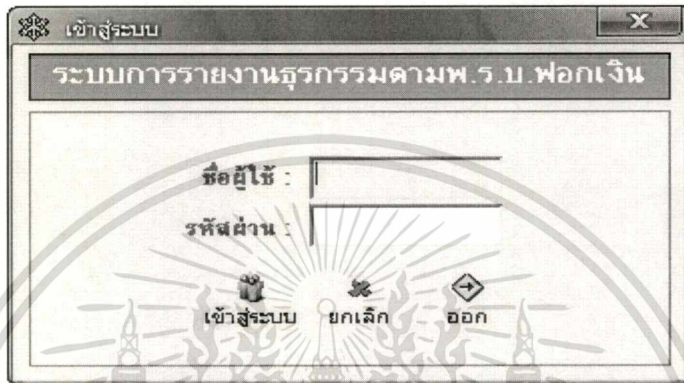 เข้าสู่ระบบ
ระบบการรายงานธุรกรรมตามพ.ร.บ.ฟอกเงิน
ชื่อผู้ใช้ :
รหัสผ่าน :
เข้าสู่ระบบ ยกเลิก ออก